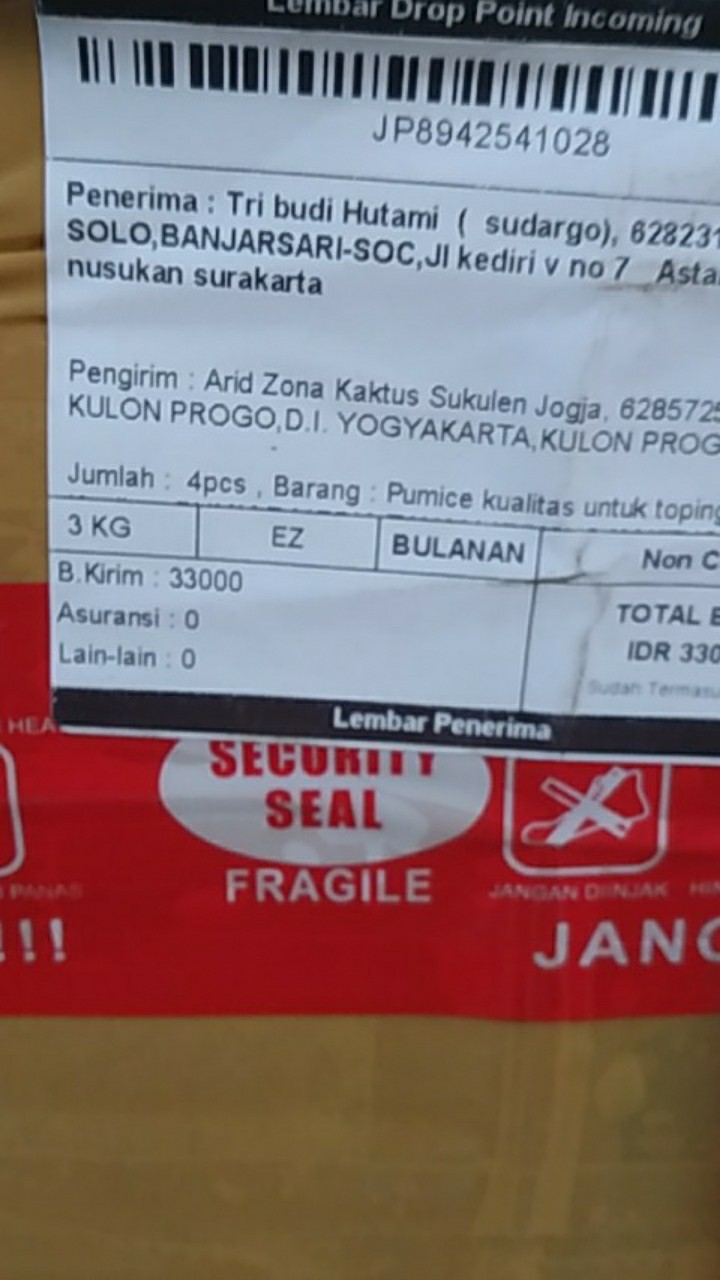 Lembar Drop Point Incoming
JP8942541028
Penerima : Tri budi Hutami ( sudargo), 628231
SOLO,BANJARSARI-SOC,Jl kediri v no 7 Asta
nusukan surakarta
Pengirim : Arid Zona Kaktus Sukulen Jogja, 628572
KULON PROGO,D.I. YOGYAKARTA,KULON PROG
Jumlah : 4pcs , Barang : Pumice kualitas untuk toping
3 KG EZ BULANAN Non C
B.Kirim : 33000
Asuransi : 0
Lain-lain : 0
TOTAL B
IDR 330
Sudah Termasu
Lembar Penerima
HEA
SECURITY
SEAL
FRAGILE
PANAS
JANGAN DIINJAK
!!!
JANG